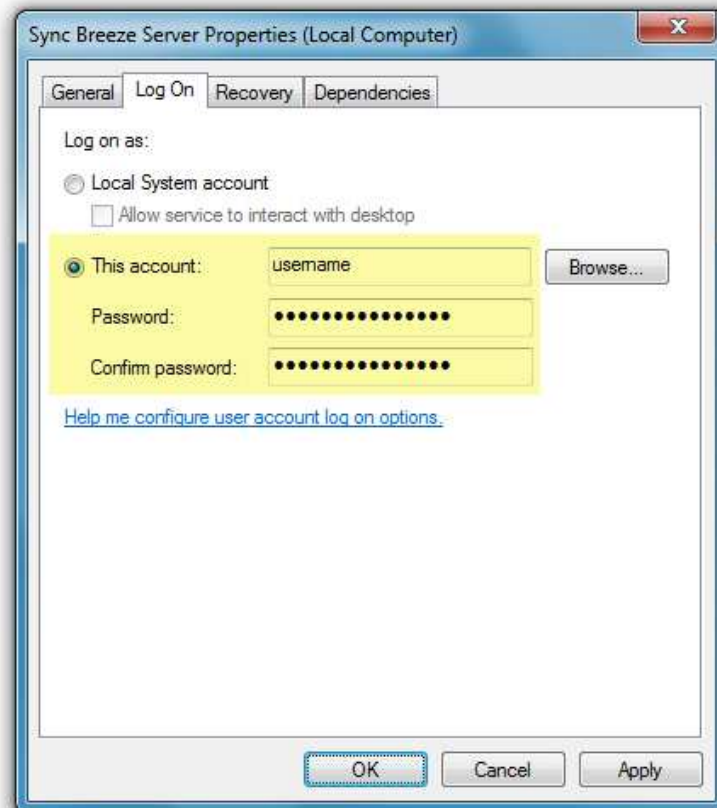 Sync Breeze Server Properties (Local Computer)
General Log On Recovery Dependencies
Log on as:
Local System account
Allow service to interact with desktop
This account: username Browse...
Password: ●●●●●●●●●●●●●●●
Confirm password: ●●●●●●●●●●●●●●●
Help me configure user account log on options.
OK Cancel Apply